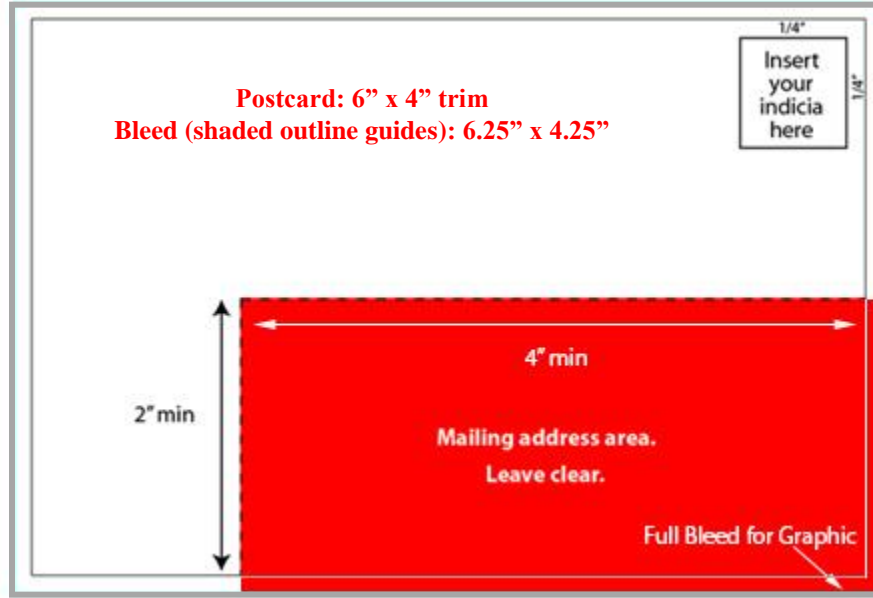 1/4"
Insert
your
indicia
here
1/4"
Postcard: 6” x 4” trim
Bleed (shaded outline guides): 6.25” x 4.25”
4" min
2" min
Mailing address area.
Leave clear.
Full Bleed for Graphic